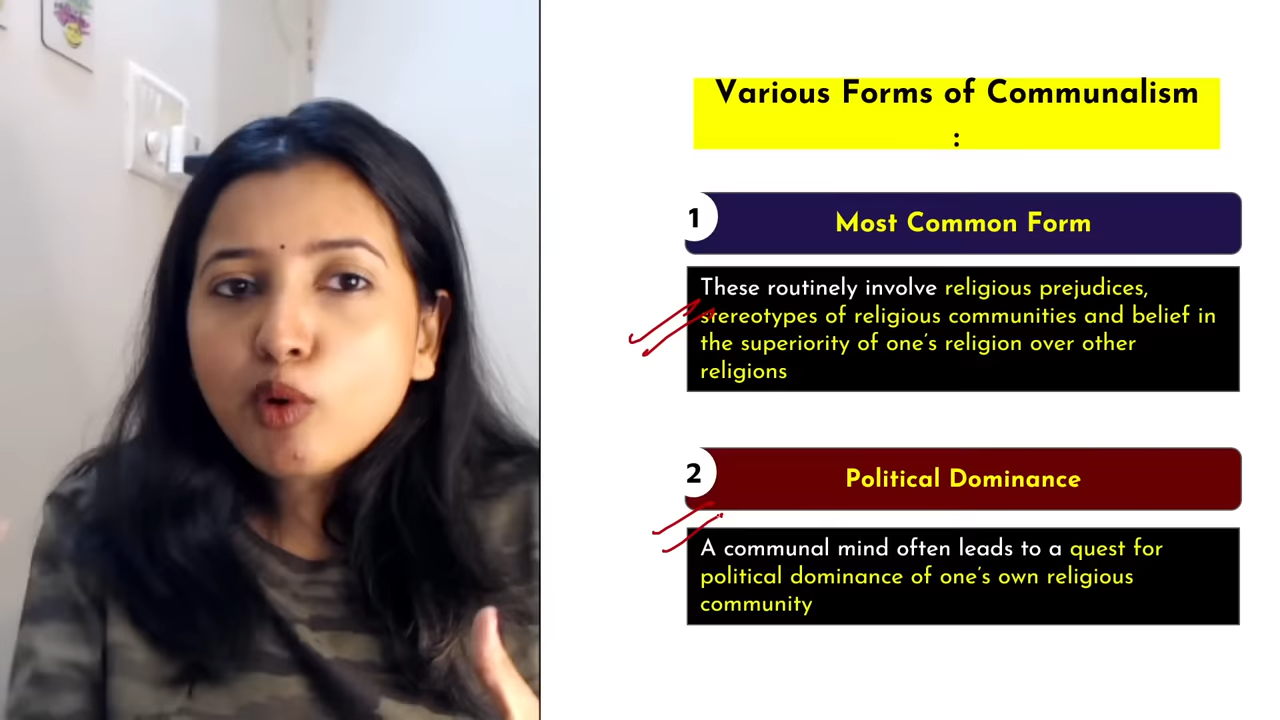 Various Forms of Communalism
:
1
Most Common Form
These routinely involve religious prejudices,
stereotypes of religious communities and belief in
the superiority of one's religion over other
religions
2
Political Dominance
A communal mind often leads to a quest for
political dominance of one's own religious
community